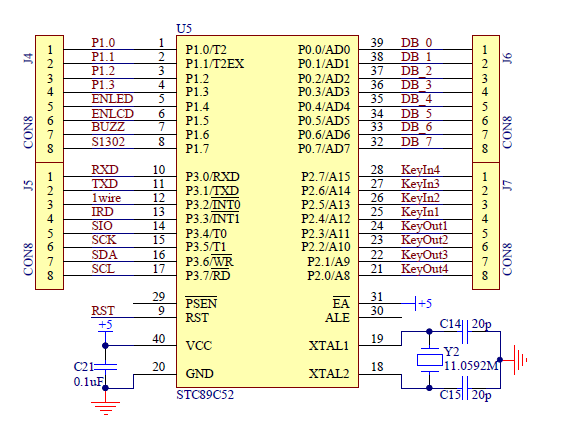 U5
J4 1 P1.0 1 P1.0/T2 P0.0/AD0 39 DB_0 1 J6
2 P1.1 2 P1.1/T2EX P0.1/AD1 38 DB_1 2
3 P1.2 3 P1.2 P0.2/AD2 37 DB_2 3
4 P1.3 4 P1.3 P0.3/AD3 36 DB_3 4
5 ENLED 5 P1.4 P0.4/AD4 35 DB_4 5
6 ENLCD 6 P1.5 P0.5/AD5 34 DB_5 6
CON8 7 BUZZ 7 P1.6 P0.6/AD6 33 DB_6 7 CON8
8 S1302 8 P1.7 P0.7/AD7 32 DB_7 8
J5 1 RXD 10 P3.0/RXD P2.7/A15 28 KeyIn4 1 J7
2 TXD 11 P3.1/TXD P2.6/A14 27 KeyIn3 2
3 1wire 12 P3.2/INT0 P2.5/A13 26 KeyIn2 3
4 IRD 13 P3.3/INT1 P2.4/A12 25 KeyIn1 4
5 SIO 14 P3.4/T0 P2.3/A11 24 KeyOut1 5
6 SCK 15 P3.5/T1 P2.2/A10 23 KeyOut2 6
CON8 7 SDA 16 P3.6/WR P2.1/A9 22 KeyOut3 7 CON8
8 SCL 17 P3.7/RD P2.0/A8 21 KeyOut4 8
29 PSEN EA 31 +5
RST 9 RST ALE 30
+5 C14 20p
40 VCC XTAL1 19 Y2
C21 11.0592M
0.1uF 20 GND XTAL2 18
STC89C52 C15 20p